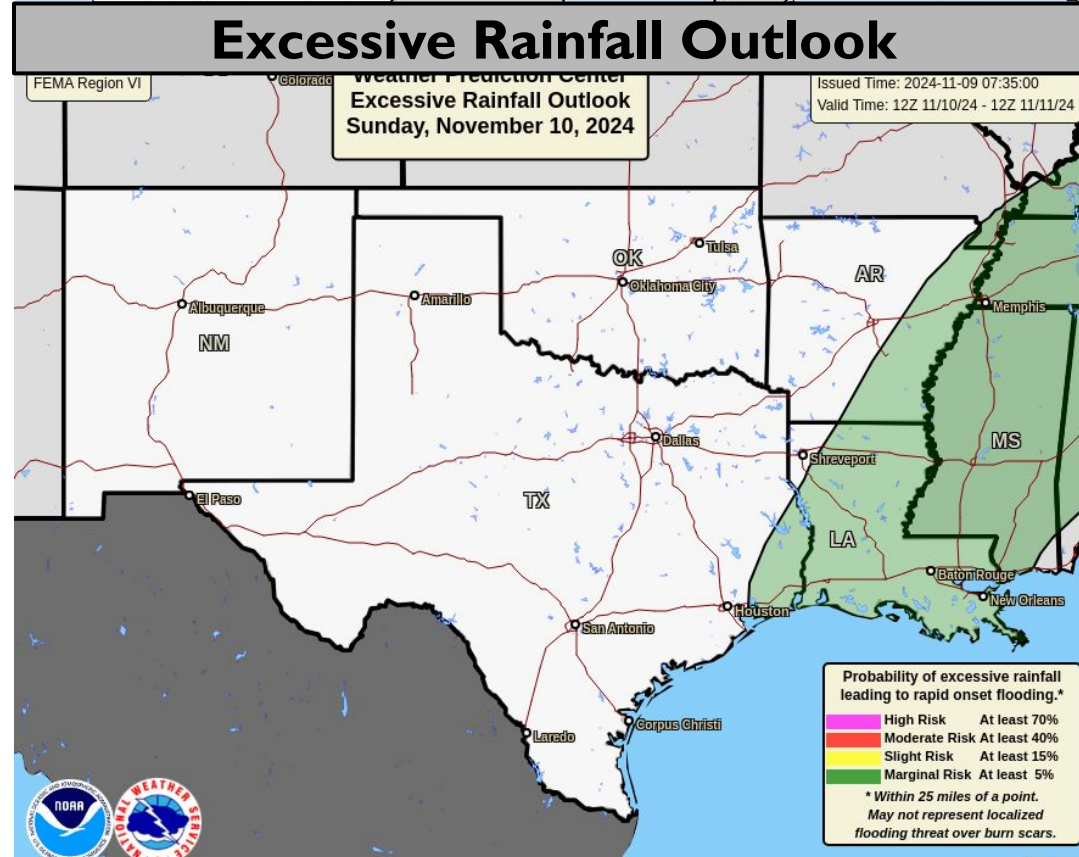 Excessive Rainfall Outlook
FEMA Region VI
Weather Prediction Center
Excessive Rainfall Outlook
Sunday, November 10, 2024
Issued Time: 2024-11-09 07:35:00
Valid Time: 12Z 11/10/24 - 12Z 11/11/24
Colorado
OK
Tulsa
Oklahoma City
AR
Albuquerque
Amarillo
Memphis
NM
Dallas
MS
Shreveport
El Paso
TX
LA
Baton Rouge
New Orleans
Houston
San Antonio
Corpus Christi
Laredo
Probability of excessive rainfall
leading to rapid onset flooding.*
High Risk At least 70%
Moderate Risk At least 40%
Slight Risk At least 15%
Marginal Risk At least 5%
* Within 25 miles of a point.
May not represent localized
flooding threat over burn scars.
NOAA
NATIONAL WEATHER SERVICE